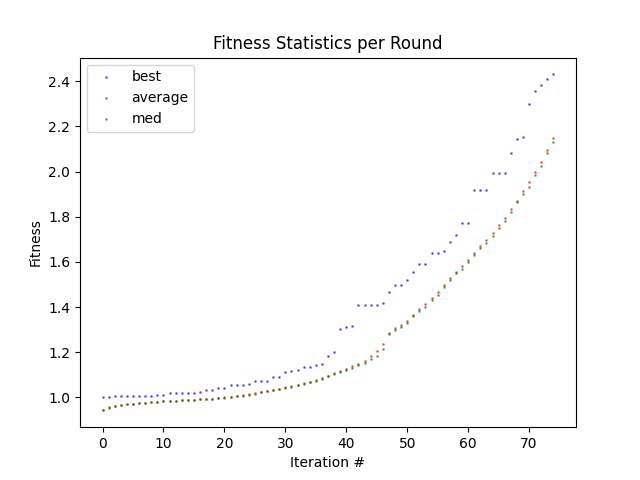 Fitness Statistics per Round
best
average
med
Fitness
2.4
2.2
2.0
1.8
1.6
1.4
1.2
1.0
0 10 20 30 40 50 60 70
Iteration #